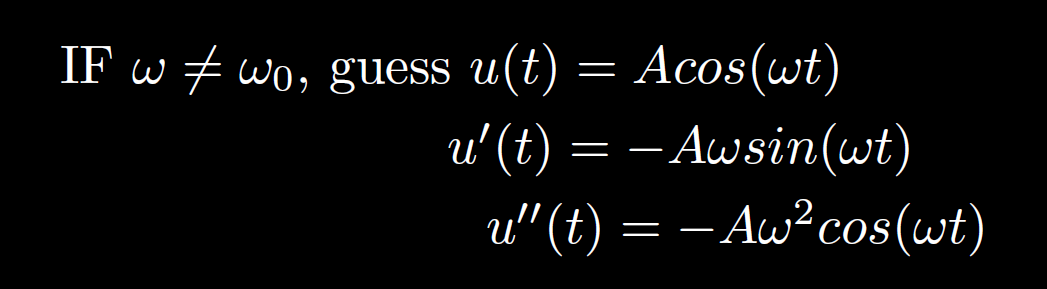 IF ω ≠ ω₀, guess u(t) = Acos(ωt)
u′(t) = −Aωsin(ωt)
u″(t) = −Aω²cos(ωt)